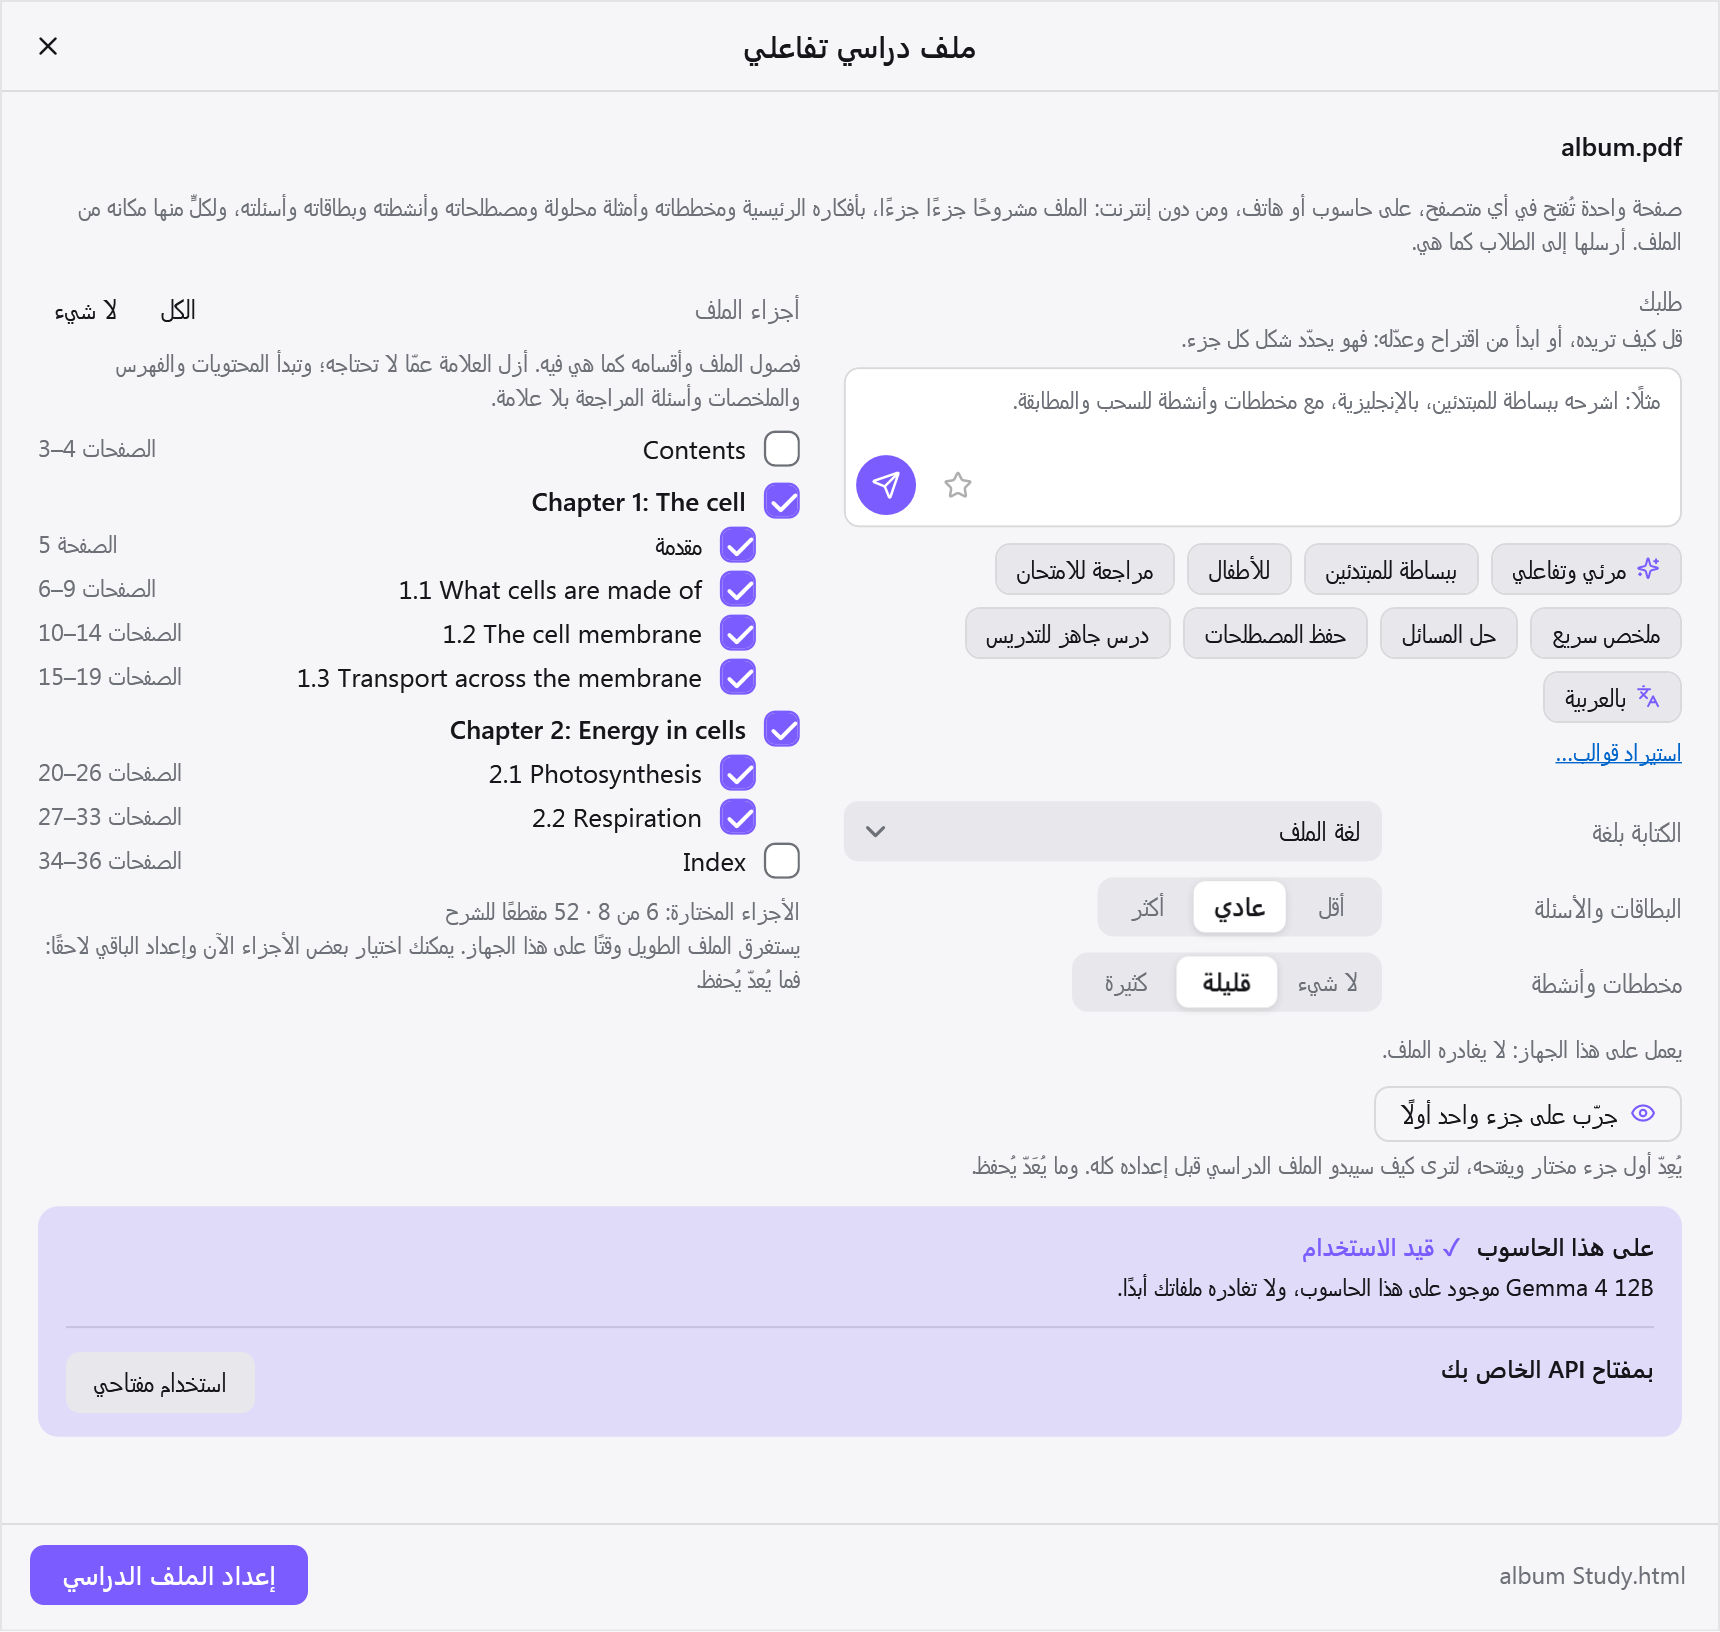 ملف دراسي تفاعلي
album.pdf
صفحة واحدة تُفتح في أي متصفح، على حاسوب أو هاتف، ومن دون إنترنت: الملف مشروحًا جزءًا جزءًا، بأفكاره الرئيسية ومخططاته وأمثلة محلولة ومصطلحاته وأنشطته وبطاقاته وأسئلته، ولكلٍّ منها مكانه من
الملف. أرسلها إلى الطلاب كما هي.
طلبك
قل كيف تريده، أو ابدأ من اقتراح وعدّله: فهو يحدّد شكل كل جزء.
مثلًا: اشرحه ببساطة للمبتدئين، بالإنجليزية، مع مخططات وأنشطة للسحب والمطابقة.
مرئي وتفاعلي
ببساطة للمبتدئين
للأطفال
مراجعة للامتحان
ملخص سريع
حل المسائل
حفظ المصطلحات
درس جاهز للتدريس
بالعربية
استيراد قوالب...
الكتابة بلغة
لغة الملف
البطاقات والأسئلة
أقل
عادي
أكثر
مخططات وأنشطة
لا شيء
قليلة
كثيرة
يعمل على هذا الجهاز: لا يغادره الملف.
جرّب على جزء واحد أولًا
يُعِدّ أول جزء مختار ويفتحه، لترى كيف سيبدو الملف الدراسي قبل إعداده كله. وما يُعَدّ يُحفظ.
أجزاء الملف
الكل
لا شيء
فصول الملف وأقسامه كما هي فيه. أزل العلامة عمّا لا تحتاجه؛ وتبدأ المحتويات والفهرس
والملخصات وأسئلة المراجعة بلا علامة.
Contents الصفحات 3–4
Chapter 1: The cell
مقدمة الصفحة 5
1.1 What cells are made of الصفحات 6–9
1.2 The cell membrane الصفحات 10–14
1.3 Transport across the membrane الصفحات 15–19
Chapter 2: Energy in cells
2.1 Photosynthesis الصفحات 20–26
2.2 Respiration الصفحات 27–33
Index الصفحات 34–36
الأجزاء المختارة: 6 من 8 · 52 مقطعًا للشرح
يستغرق الملف الطويل وقتًا على هذا الجهاز. يمكنك اختيار بعض الأجزاء الآن وإعداد الباقي لاحقًا:
فما يُعدّ يُحفظ.
على هذا الحاسوب ✓ قيد الاستخدام
Gemma 4 12B موجود على هذا الحاسوب، ولا تغادره ملفاتك أبدًا.
بمفتاح API الخاص بك
استخدام مفتاحي
album Study.html
إعداد الملف الدراسي